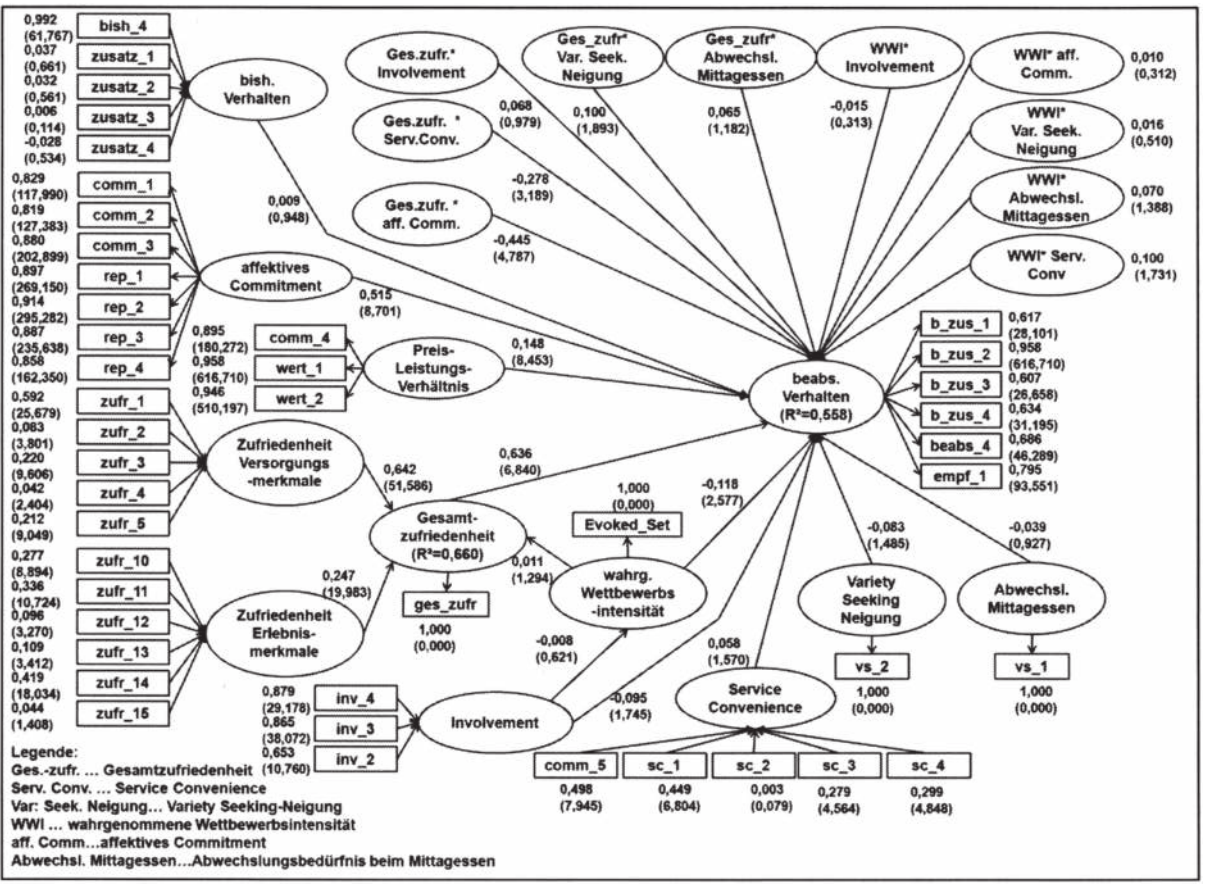 0,992
(61,767)
bish_4
0,037
(0,661)
zusatz_1
0,032
(0,561)
zusatz_2
0,006
(0,114)
zusatz_3
-0,028
(0,534)
zusatz_4
bish.
Verhalten
0,009
(0,948)
0,829
(117,990)
comm_1
0,819
(127,383)
comm_2
0,880
(202,899)
comm_3
0,897
(269,150)
rep_1
0,914
(295,282)
rep_2
0,887
(235,638)
rep_3
0,858
(162,350)
rep_4
affektives
Commitment
0,515
(8,701)
0,895
(180,272)
comm_4
0,958
(616,710)
wert_1
0,946
(510,197)
wert_2
Preis-
Leistungs-
Verhältnis
0,148
(8,453)
Ges.zufr.*
Involvement
0,068
(0,979)
Ges.zufr. *
Serv.Conv.
-0,278
(3,189)
Ges.zufr. *
aff. Comm.
-0,445
(4,787)
Ges_zufr*
Var. Seek.
Neigung
0,100
(1,893)
Ges_zufr*
Abwechsl.
Mittagessen
0,065
(1,182)
WWI*
Involvement
-0,015
(0,313)
WWI* aff.
Comm.
0,010
(0,312)
WWI*
Var. Seek.
Neigung
0,016
(0,510)
WWI*
Abwechsl.
Mittagessen
0,070
(1,388)
WWI* Serv.
Conv
0,100
(1,731)
beabs.
Verhalten
(R²=0,558)
b_zus_1
0,617
(28,101)
b_zus_2
0,958
(616,710)
b_zus_3
0,607
(26,658)
b_zus_4
0,634
(31,195)
beabs_4
0,686
(46,289)
empf_1
0,795
(93,551)
0,592
(25,679)
zufr_1
0,083
(3,801)
zufr_2
0,220
(9,606)
zufr_3
0,042
(2,404)
zufr_4
0,212
(9,049)
zufr_5
Zufriedenheit
Versorgungs
-merkmale
0,642
(51,586)
0,636
(6,840)
Gesamt-
zufriedenheit
(R²=0,660)
ges_zufr
1,000
(0,000)
0,277
(8,894)
zufr_10
0,336
(10,724)
zufr_11
0,096
(3,270)
zufr_12
0,109
(3,412)
zufr_13
0,419
(18,034)
zufr_14
0,044
(1,408)
zufr_15
Zufriedenheit
Erlebnis-
merkmale
0,247
(19,983)
1,000
(0,000)
Evoked_Set
0,011
(1,294)
wahrg.
Wettbewerbs
-intensität
-0,118
(2,577)
-0,008
(0,621)
0,879
(29,178)
inv_4
0,865
(38,072)
inv_3
0,653
(10,760)
inv_2
Involvement
-0,095
(1,745)
0,058
(1,570)
Service
Convenience
comm_5
sc_1
sc_2
sc_3
sc_4
0,498
(7,945)
0,449
(6,804)
0,003
(0,079)
0,279
(4,564)
0,299
(4,848)
-0,083
(1,485)
Variety
Seeking
Neigung
vs_2
1,000
(0,000)
-0,039
(0,927)
Abwechsl.
Mittagessen
vs_1
1,000
(0,000)
Legende:
Ges.-zufr. ... Gesamtzufriedenheit
Serv. Conv. ... Service Convenience
Var: Seek. Neigung... Variety Seeking-Neigung
WWI ... wahrgenommene Wettbewerbsintensität
aff. Comm...affektives Commitment
Abwechsl. Mittagessen...Abwechslungsbedürfnis beim Mittagessen